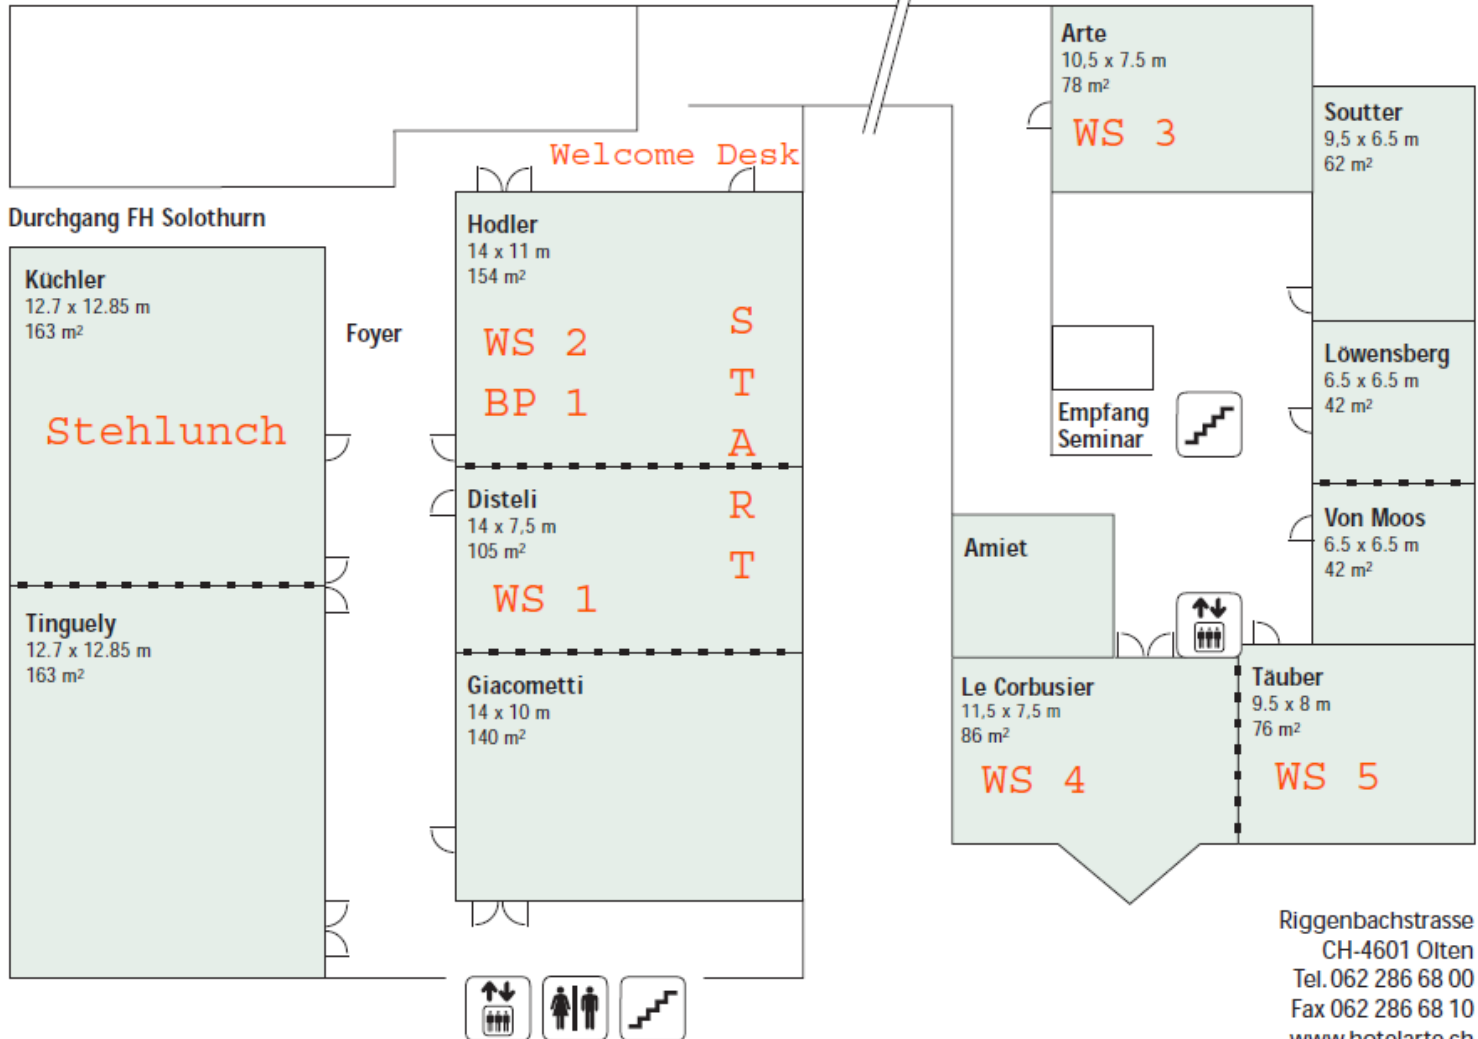 Arte
10,5 x 7.5 m
78 m²
WS 3
Soutter
9,5 x 6.5 m
62 m²
Welcome Desk
Durchgang FH Solothurn
Küchler
12.7 x 12.85 m
163 m²
Stehlunch
Foyer
Hodler
14 x 11 m
154 m²
WS 2
BP 1
START
Löwensberg
6.5 x 6.5 m
42 m²
Empfang
Seminar
Disteli
14 x 7,5 m
105 m²
WS 1
Von Moos
6.5 x 6.5 m
42 m²
Amiet
Tinguely
12.7 x 12.85 m
163 m²
Giacometti
14 x 10 m
140 m²
Le Corbusier
11,5 x 7,5 m
86 m²
WS 4
Täuber
9.5 x 8 m
76 m²
WS 5
Riggenbachstrasse
CH-4601 Olten
Tel. 062 286 68 00
Fax 062 286 68 10
www.hotelarte.ch